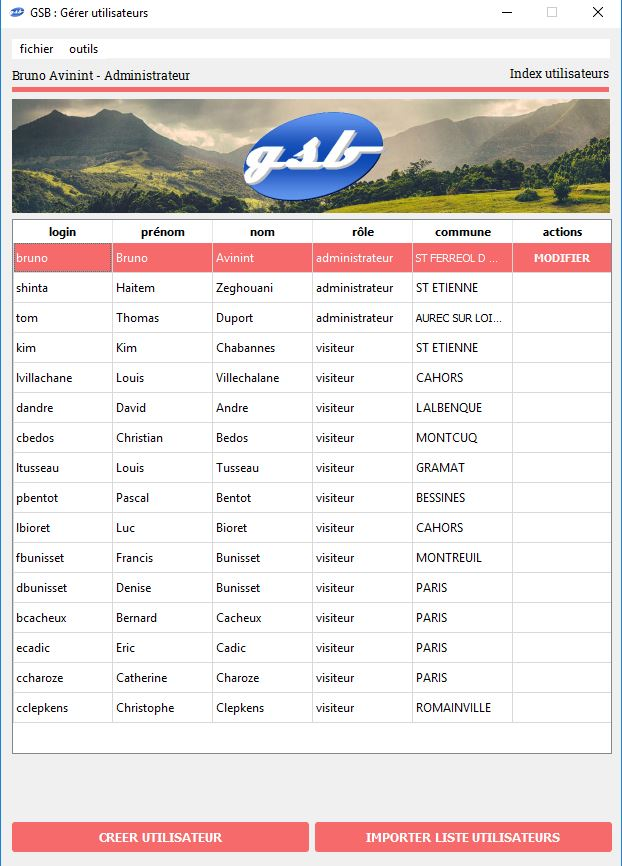 GSB : Gérer utilisateurs
fichier outils
Bruno Avinint - Administrateur Index utilisateurs
gsb
login prénom nom rôle commune actions
bruno Bruno Avinint administrateur ST FERREOL D ... MODIFIER
shinta Haitem Zeghouani administrateur ST ETIENNE
tom Thomas Duport administrateur AUREC SUR LOI...
kim Kim Chabannes visiteur ST ETIENNE
lvillachane Louis Villechalane visiteur CAHORS
dandre David Andre visiteur LALBENQUE
cbedos Christian Bedos visiteur MONTCUQ
ltusseau Louis Tusseau visiteur GRAMAT
pbentot Pascal Bentot visiteur BESSINES
lbioret Luc Bioret visiteur CAHORS
fbunisset Francis Bunisset visiteur MONTREUIL
dbunisset Denise Bunisset visiteur PARIS
bcacheux Bernard Cacheux visiteur PARIS
ecadic Eric Cadic visiteur PARIS
ccharoze Catherine Charoze visiteur PARIS
cclepkens Christophe Clepkens visiteur ROMAINVILLE
CREER UTILISATEUR IMPORTER LISTE UTILISATEURS